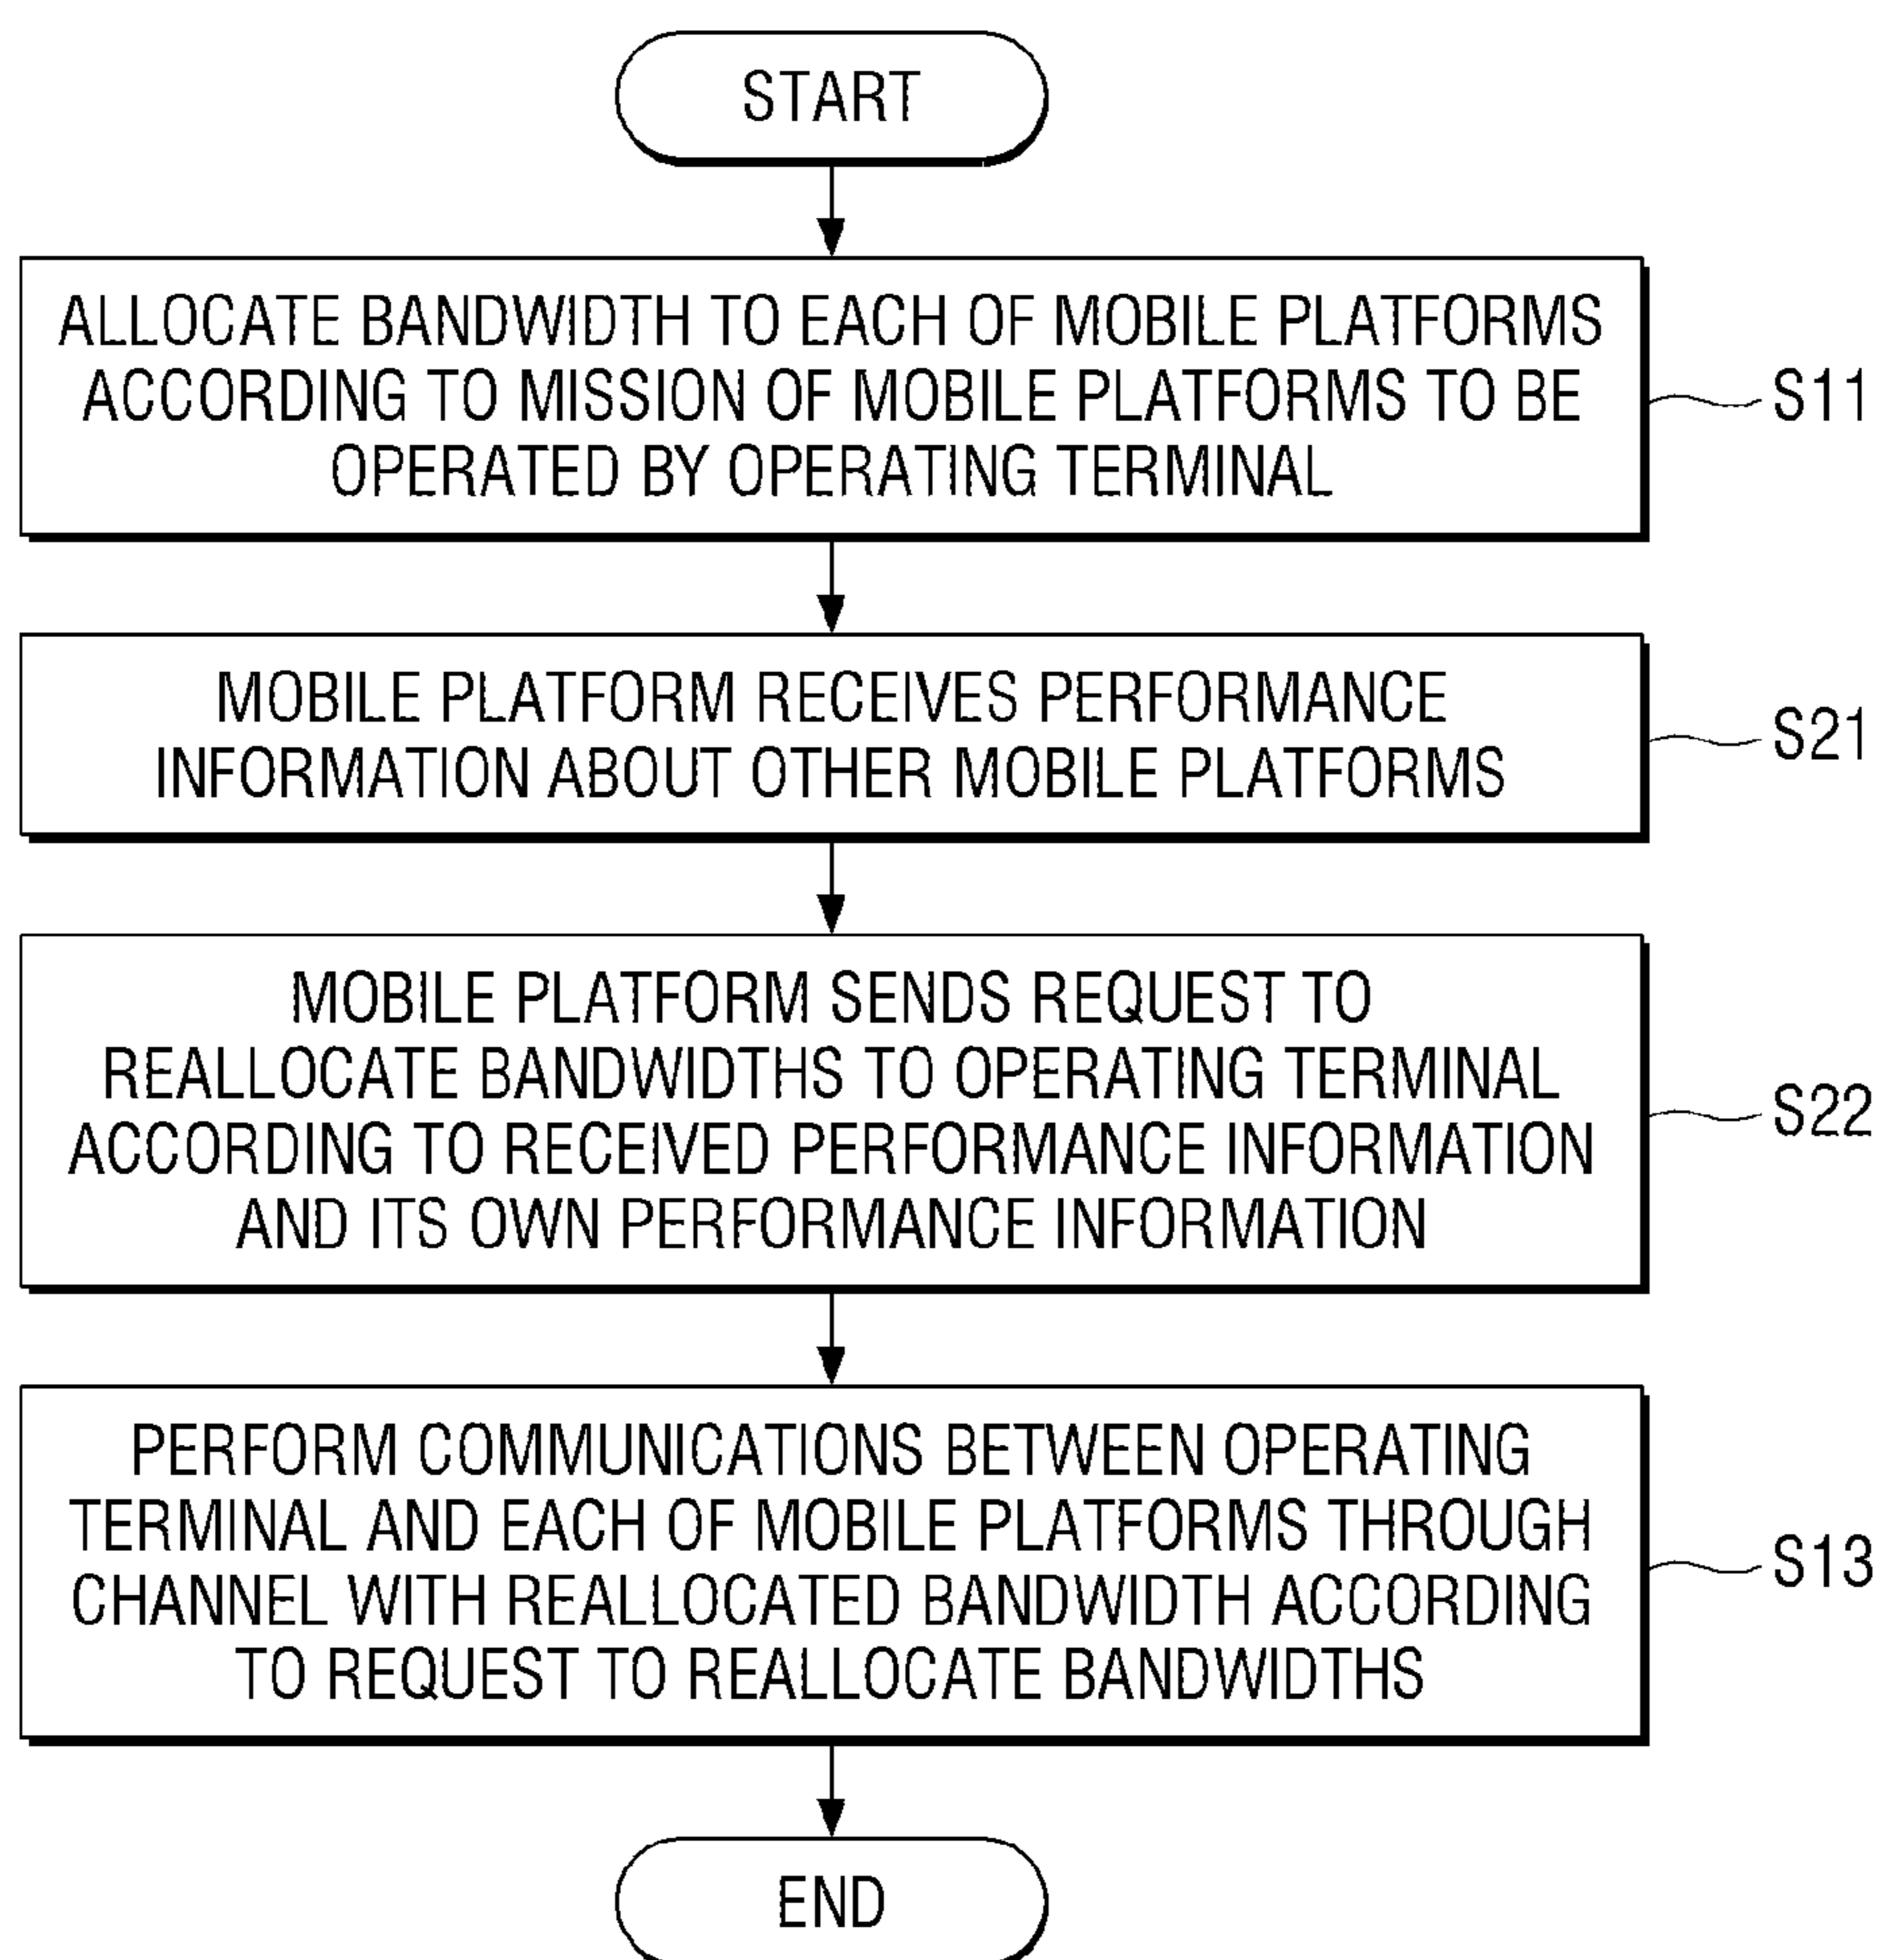 START
ALLOCATE BANDWIDTH TO EACH OF MOBILE PLATFORMS
ACCORDING TO MISSION OF MOBILE PLATFORMS TO BE
OPERATED BY OPERATING TERMINAL
S11
MOBILE PLATFORM RECEIVES PERFORMANCE
INFORMATION ABOUT OTHER MOBILE PLATFORMS
S21
MOBILE PLATFORM SENDS REQUEST TO
REALLOCATE BANDWIDTHS TO OPERATING TERMINAL
ACCORDING TO RECEIVED PERFORMANCE INFORMATION
AND ITS OWN PERFORMANCE INFORMATION
S22
PERFORM COMMUNICATIONS BETWEEN OPERATING
TERMINAL AND EACH OF MOBILE PLATFORMS THROUGH
CHANNEL WITH REALLOCATED BANDWIDTH ACCORDING
TO REQUEST TO REALLOCATE BANDWIDTHS
S13
END